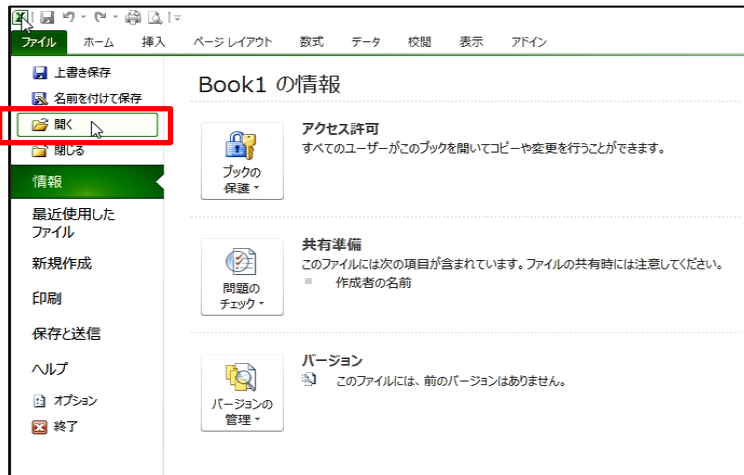 ファイル ホーム 挿入 ページ レイアウト 数式 データ 校閲 表示 アドイン
上書き保存
名前を付けて保存
開く
閉じる
情報
最近使用した
ファイル
新規作成
印刷
保存と送信
ヘルプ
オプション
終了
Book1 の情報
ブックの
保護
アクセス許可
すべてのユーザーがこのブックを開いてコピーや変更を行うことができます。
問題の
チェック
共有準備
このファイルには次の項目が含まれています。ファイルの共有時には注意してください。
作成者の名前
バージョンの
管理
バージョン
このファイルには、前のバージョンはありません。